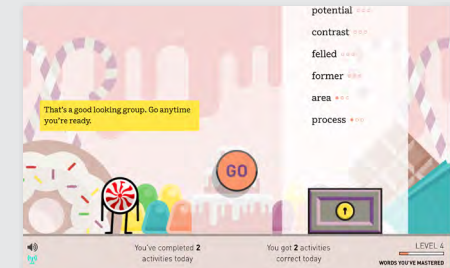 potential
contrast
felled
former
area
process
That's a good looking group. Go anytime
you're ready.
GO
You've completed 2
activities today
You got 2 activities
correct today
LEVEL 4
WORDS YOU'VE MASTERED